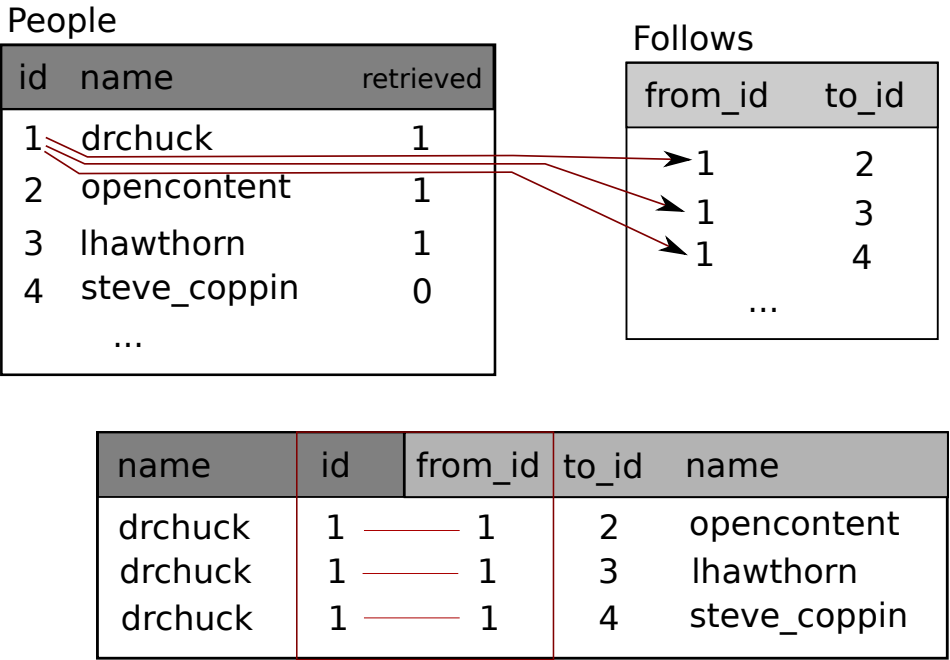 People
id name retrieved
1 drchuck 1
2 opencontent 1
3 lhawthorn 1
4 steve_coppin 0
...
Follows
from_id to_id
1 2
1 3
1 4
...
name id from_id to_id name
drchuck 1 1 2 opencontent
drchuck 1 1 3 lhawthorn
drchuck 1 1 4 steve_coppin